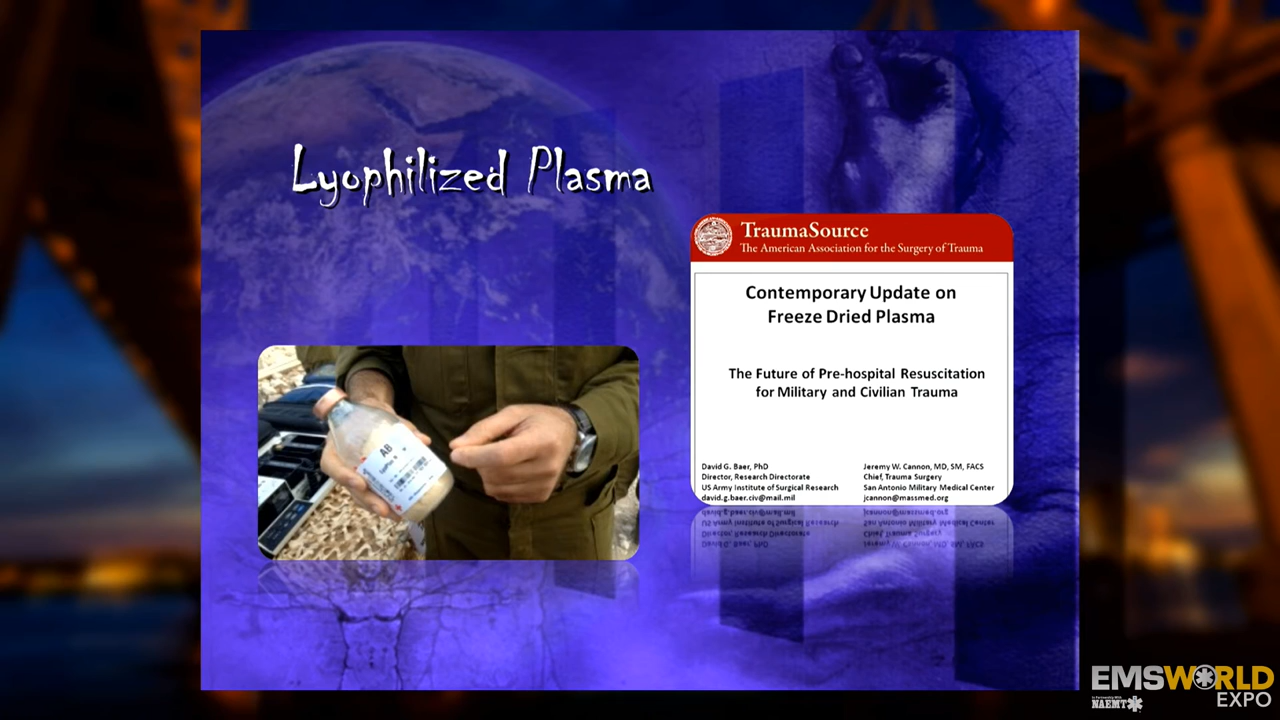 Lyophilized Plasma
TraumaSource
The American Association for the Surgery of Trauma
Contemporary Update on
Freeze Dried Plasma
The Future of Pre-hospital Resuscitation
for Military and Civilian Trauma
David G. Baer, PhD
Director, Research Directorate
US Army Institute of Surgical Research
david.g.baer.civ@mail.mil
Jeremy W. Cannon, MD, SM, FACS
Chief, Trauma Surgery
San Antonio Military Medical Center
jcannon@massmed.org
AB
EMSWORLD
EXPO
In Partnership With
NAEMT